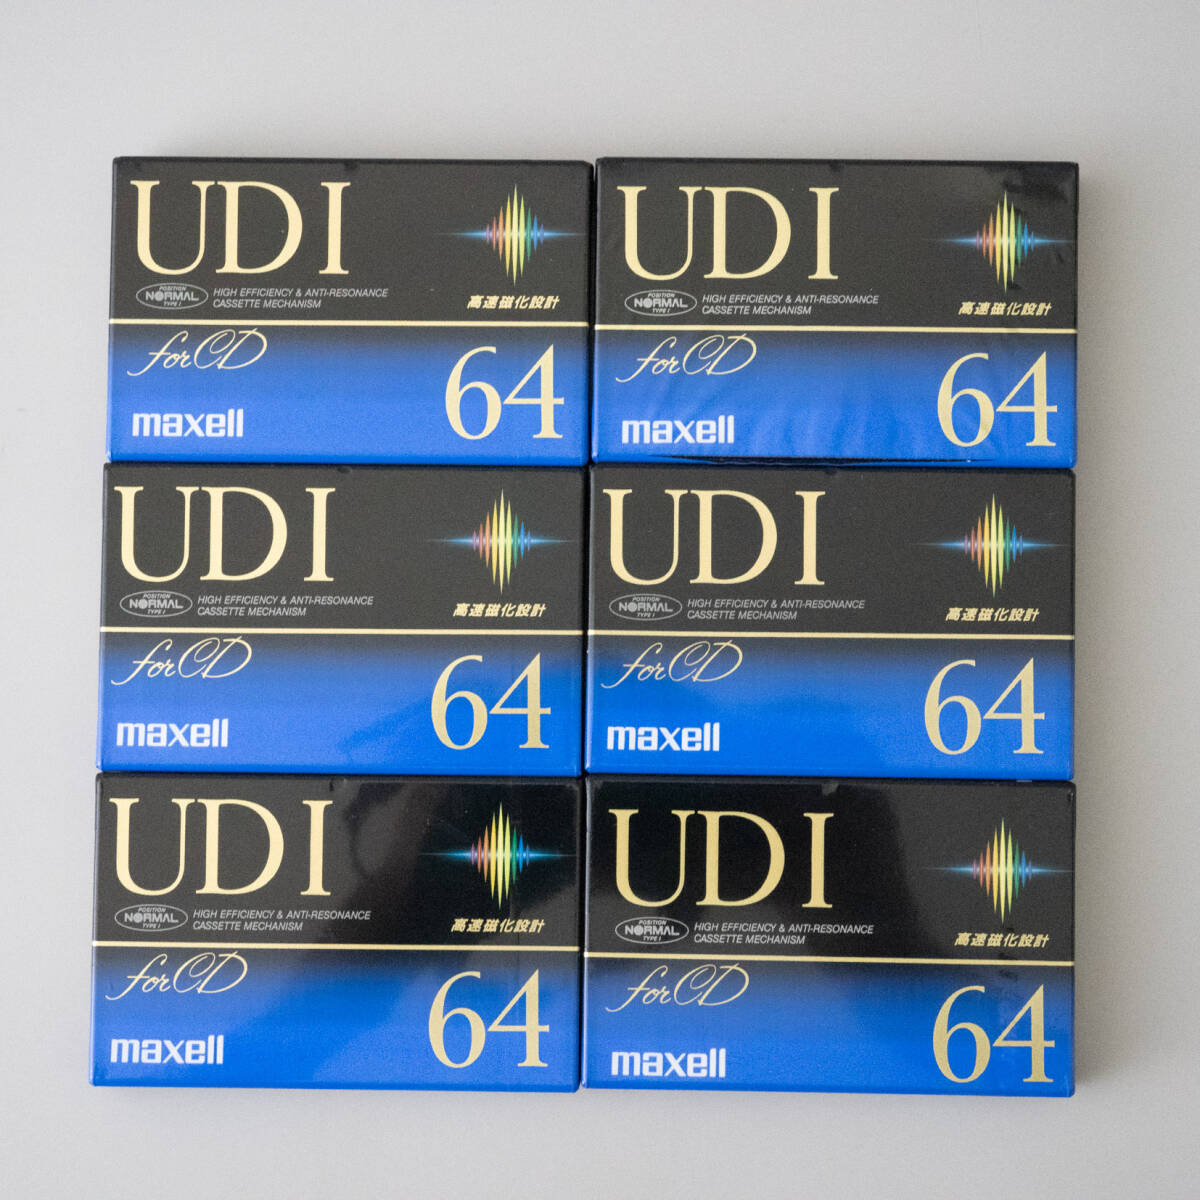 UDI
POSITION
NORMAL
TYPE I
HIGH EFFICIENCY & ANTI-RESONANCE
CASSETTE MECHANISM
高速磁化設計
for CD
64
maxell
UDI
POSITION
NORMAL
TYPE I
HIGH EFFICIENCY & ANTI-RESONANCE
CASSETTE MECHANISM
高速磁化設計
for CD
64
maxell
UDI
POSITION
NORMAL
TYPE I
HIGH EFFICIENCY & ANTI-RESONANCE
CASSETTE MECHANISM
高速磁化設計
for CD
64
maxell
UDI
POSITION
NORMAL
TYPE I
HIGH EFFICIENCY & ANTI-RESONANCE
CASSETTE MECHANISM
高速磁化設計
for CD
64
maxell
UDI
POSITION
NORMAL
TYPE I
HIGH EFFICIENCY & ANTI-RESONANCE
CASSETTE MECHANISM
高速磁化設計
for CD
64
maxell
UDI
POSITION
NORMAL
TYPE I
HIGH EFFICIENCY & ANTI-RESONANCE
CASSETTE MECHANISM
高速磁化設計
for CD
64
maxell